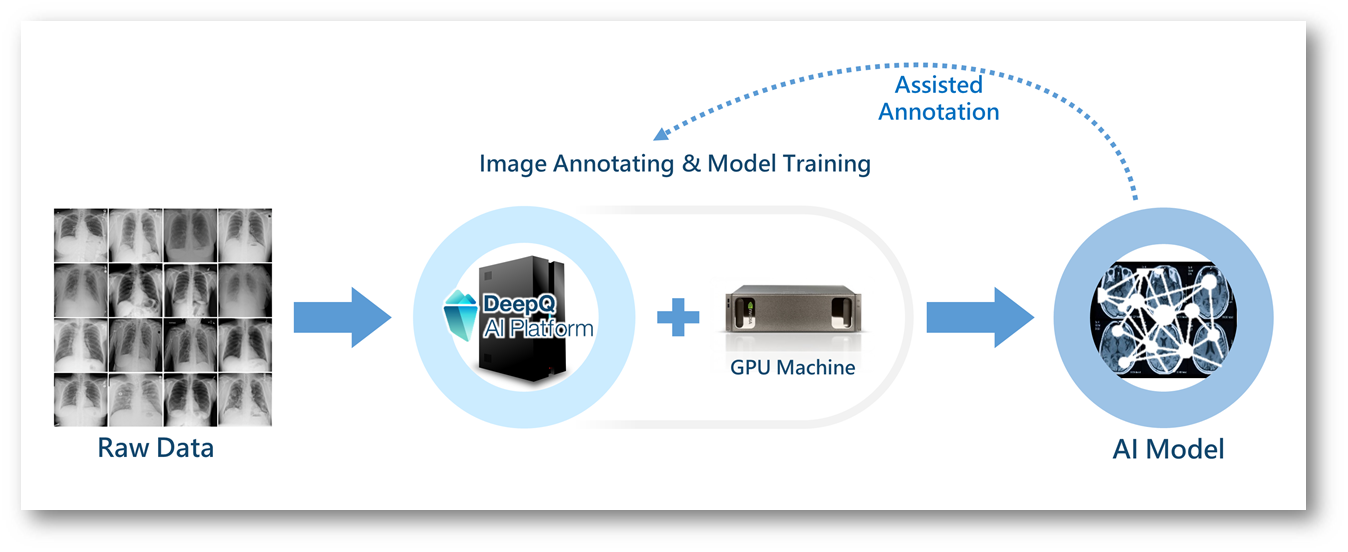 Assisted
Annotation
Image Annotating & Model Training
DeepQ
AI Platform
GPU Machine
Raw Data
AI Model